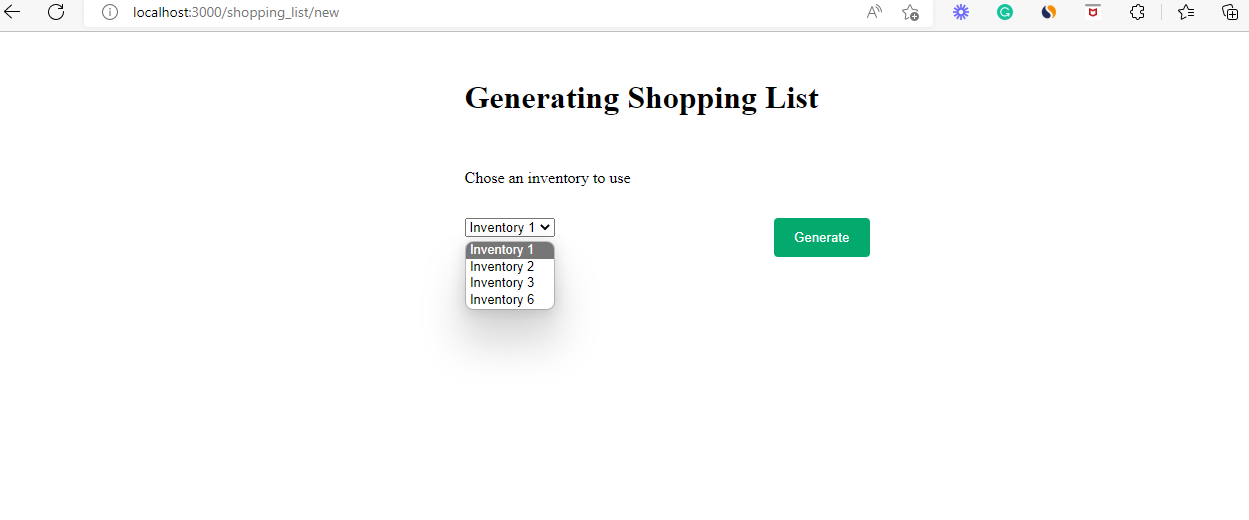 localhost:3000/shopping_list/new
Generating Shopping List
Chose an inventory to use
Inventory 1
Generate
Inventory 1
Inventory 2
Inventory 3
Inventory 6